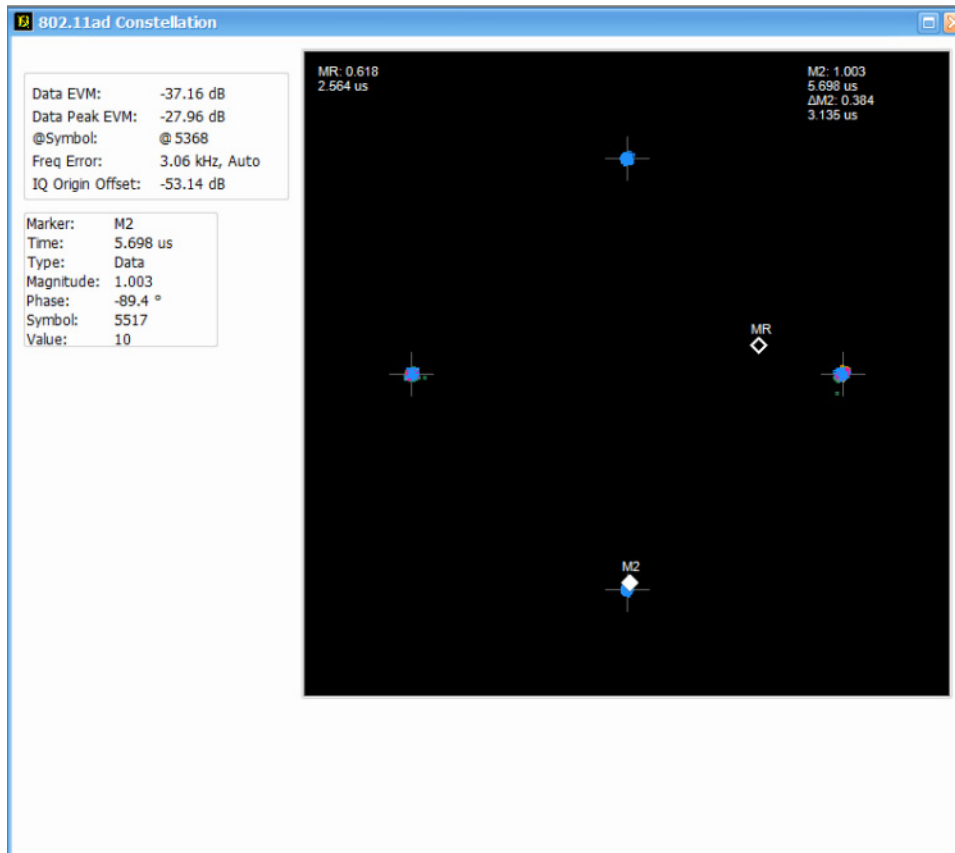 802.11ad Constellation
Data EVM: -37.16 dB
Data Peak EVM: -27.96 dB
@Symbol: @ 5368
Freq Error: 3.06 kHz, Auto
IQ Origin Offset: -53.14 dB
Marker: M2
Time: 5.698 us
Type: Data
Magnitude: 1.003
Phase: -89.4 °
Symbol: 5517
Value: 10
MR: 0.618
2.564 us
M2: 1.003
5.698 us
ΔM2: 0.384
3.135 us
MR
M2